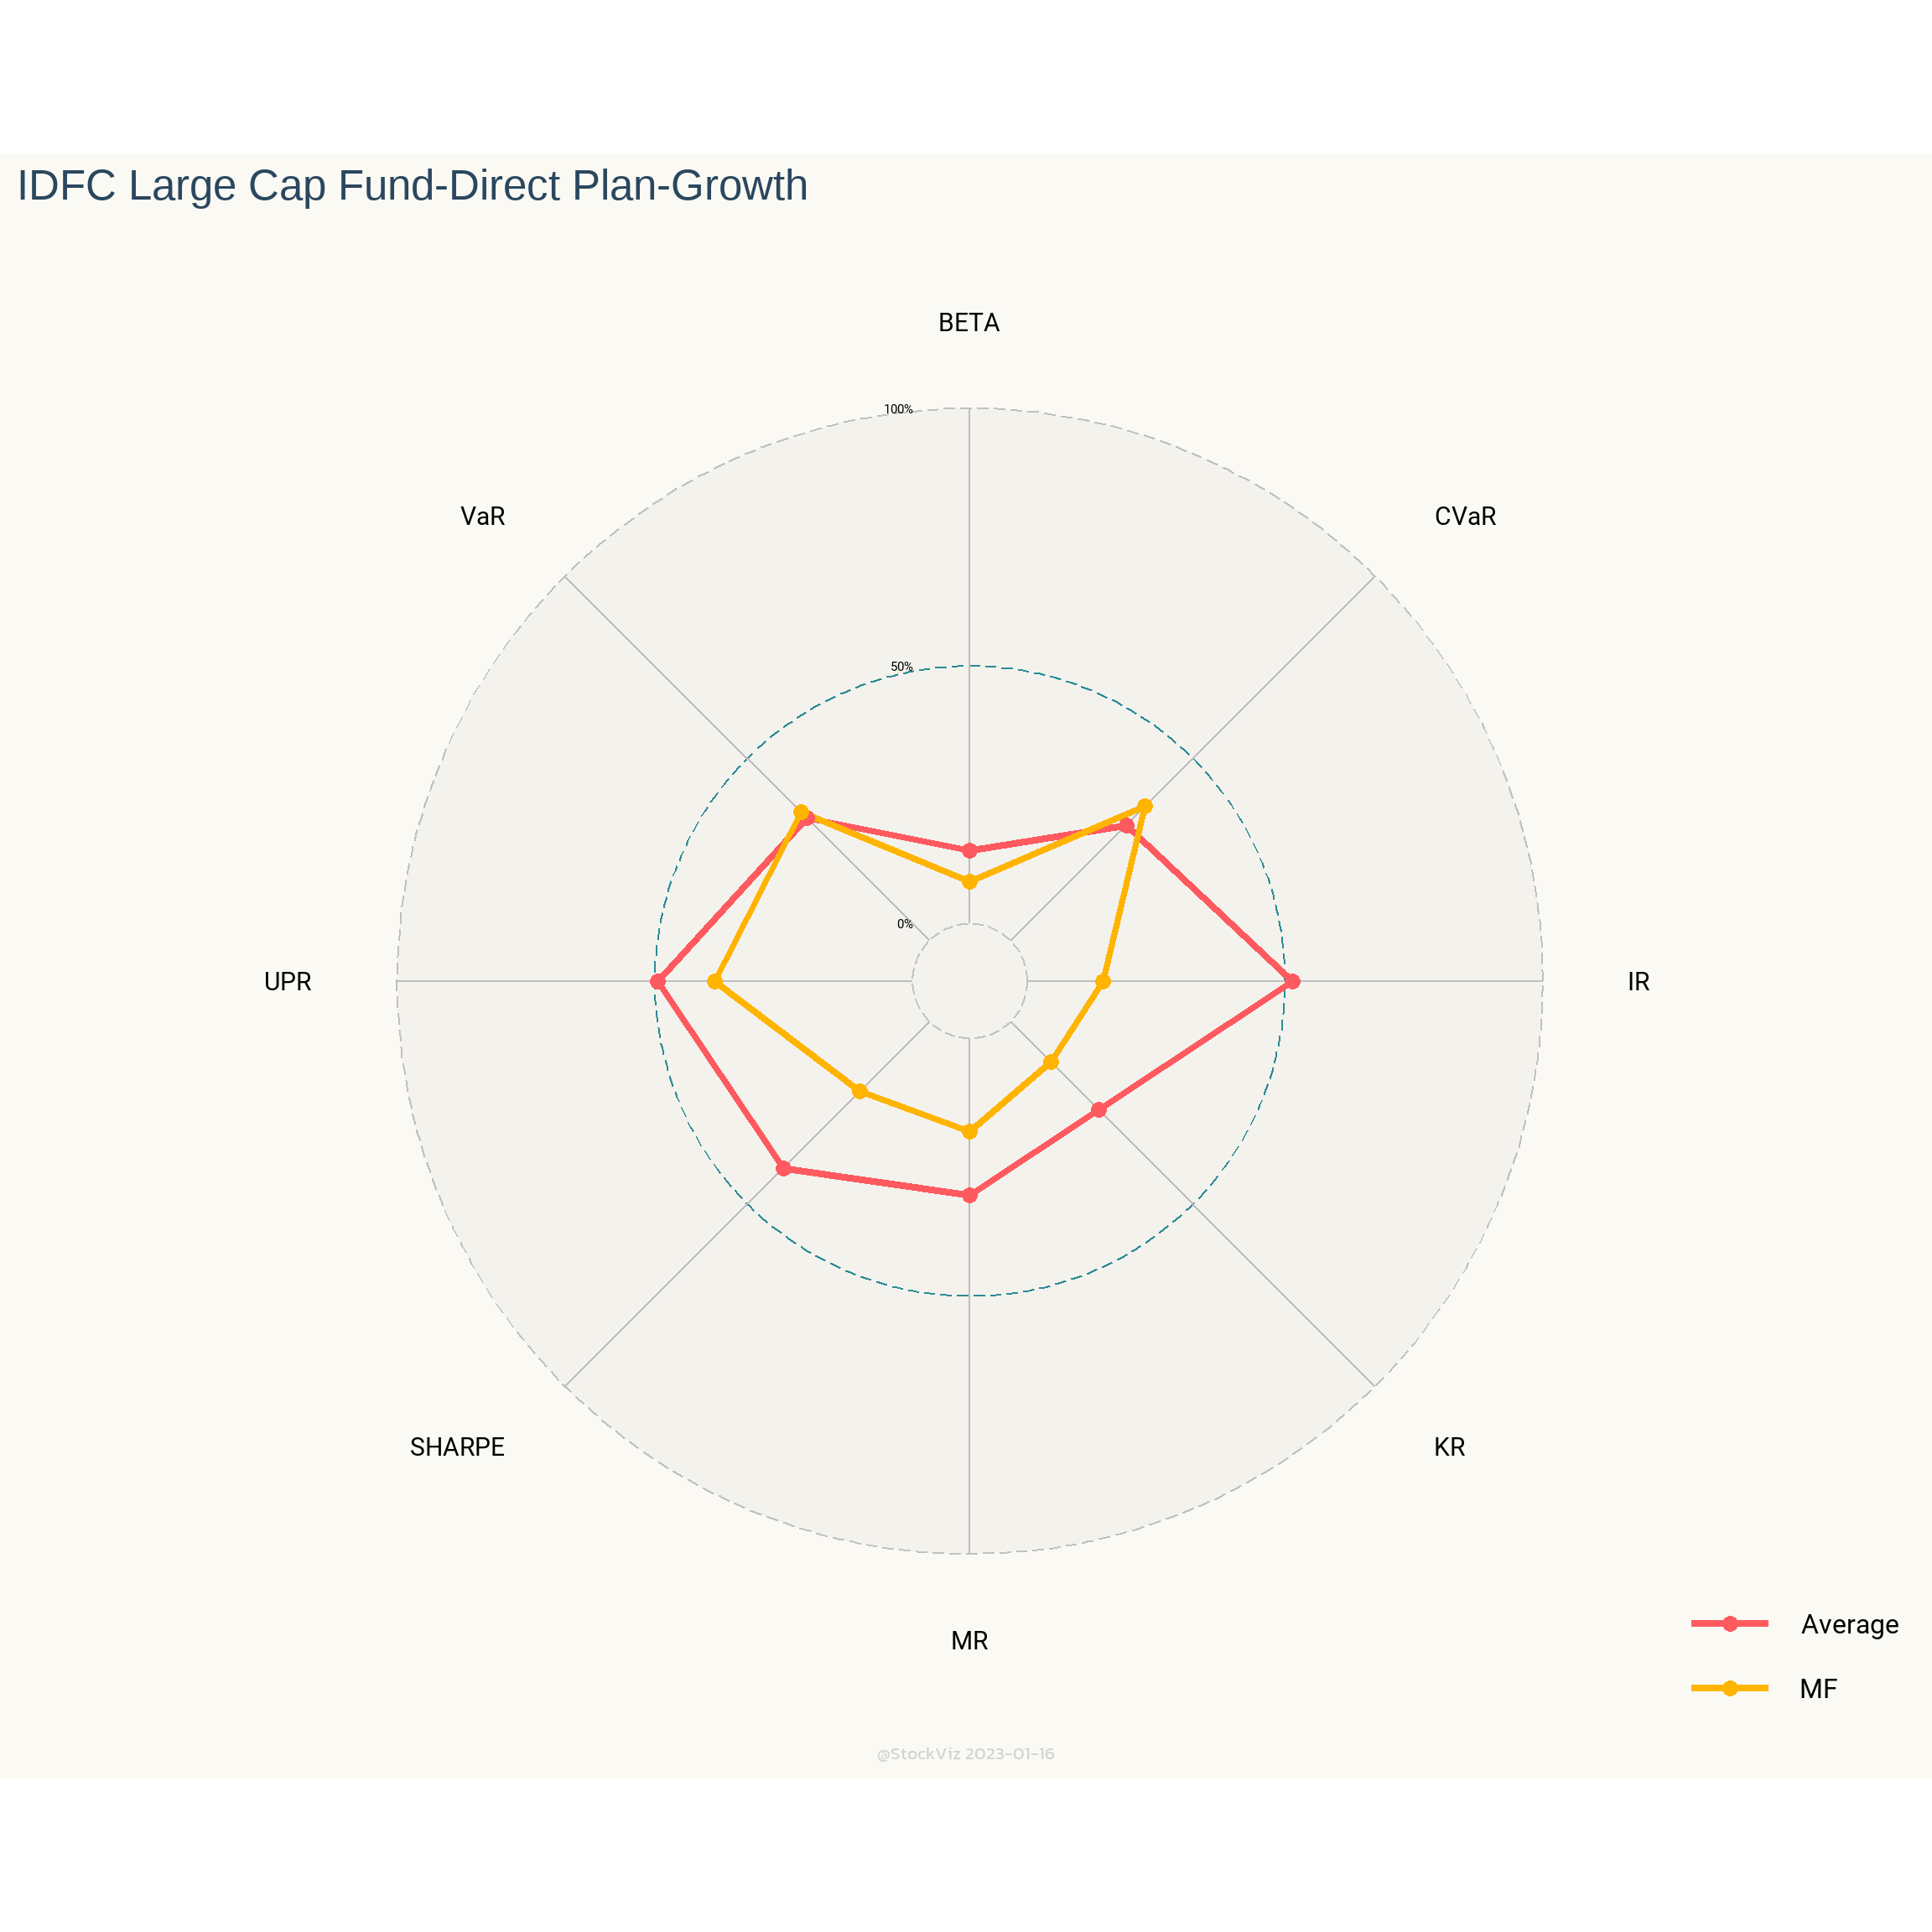 IDFC Large Cap Fund-Direct Plan-Growth
BETA
100%
VaR
CVaR
50%
0%
UPR
IR
SHARPE
KR
MR
Average
MF
@StockViz 2023-01-16